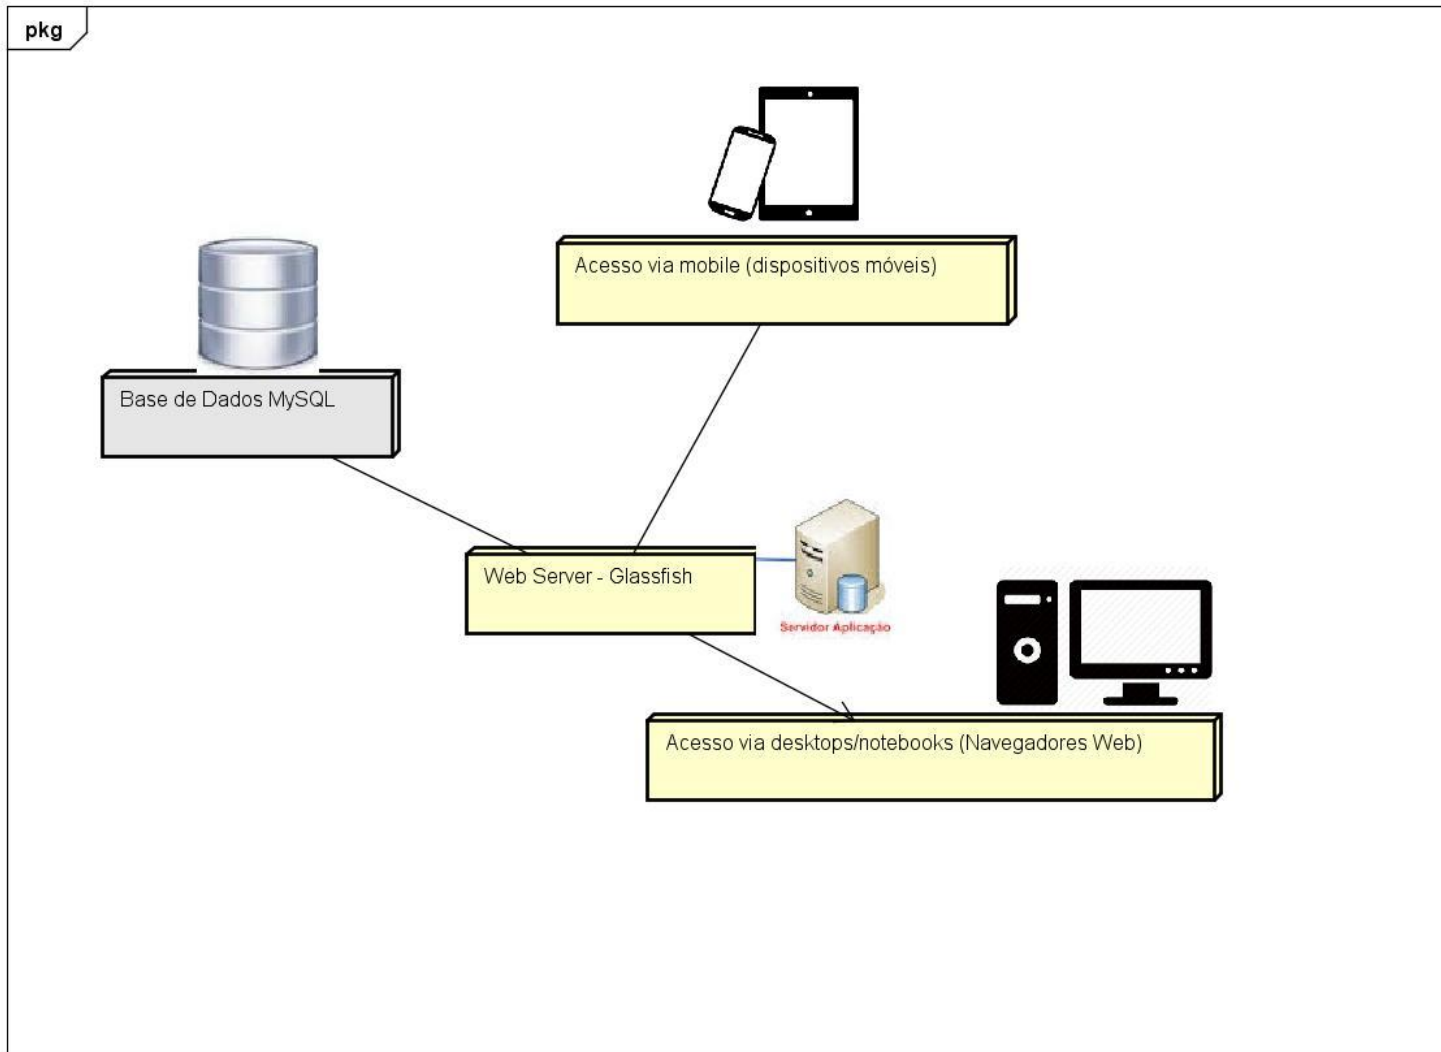 pkg
Acesso via mobile (dispositivos móveis)
Base de Dados MySQL
Web Server - Glassfish
Servidor Aplicação
Acesso via desktops/notebooks (Navegadores Web)